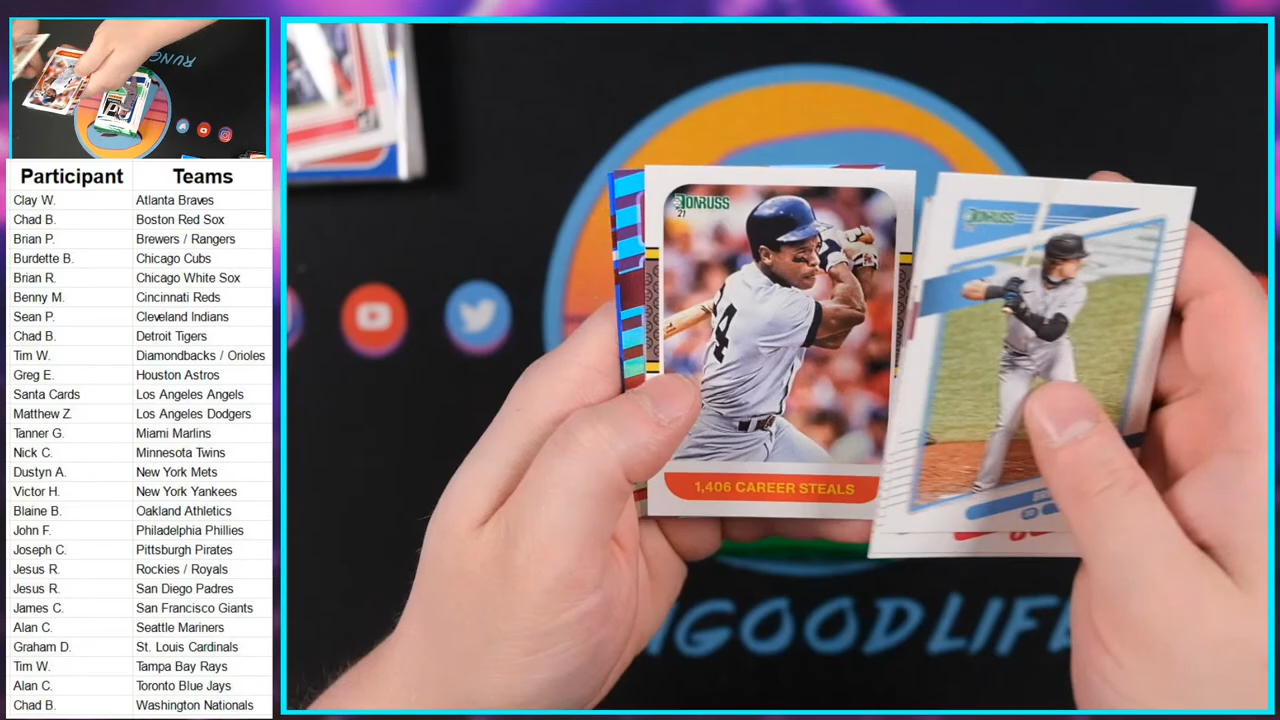 RUNGOOD
Participant Teams
Clay W. Atlanta Braves
Chad B. Boston Red Sox
Brian P. Brewers / Rangers
Burdette B. Chicago Cubs
Brian R. Chicago White Sox
Benny M. Cincinnati Reds
Sean P. Cleveland Indians
Chad B. Detroit Tigers
Tim W. Diamondbacks / Orioles
Greg E. Houston Astros
Santa Cards Los Angeles Angels
Matthew Z. Los Angeles Dodgers
Tanner G. Miami Marlins
Nick C. Minnesota Twins
Dustyn A. New York Mets
Victor H. New York Yankees
Blaine B. Oakland Athletics
John F. Philadelphia Phillies
Joseph C. Pittsburgh Pirates
Jesus R. Rockies / Royals
Jesus R. San Diego Padres
James C. San Francisco Giants
Alan C. Seattle Mariners
Graham D. St. Louis Cardinals
Tim W. Tampa Bay Rays
Alan C. Toronto Blue Jays
Chad B. Washington Nationals
DONRUSS
21
24
1,406 CAREER STEALS
DONRUSS
NGOODLIFE